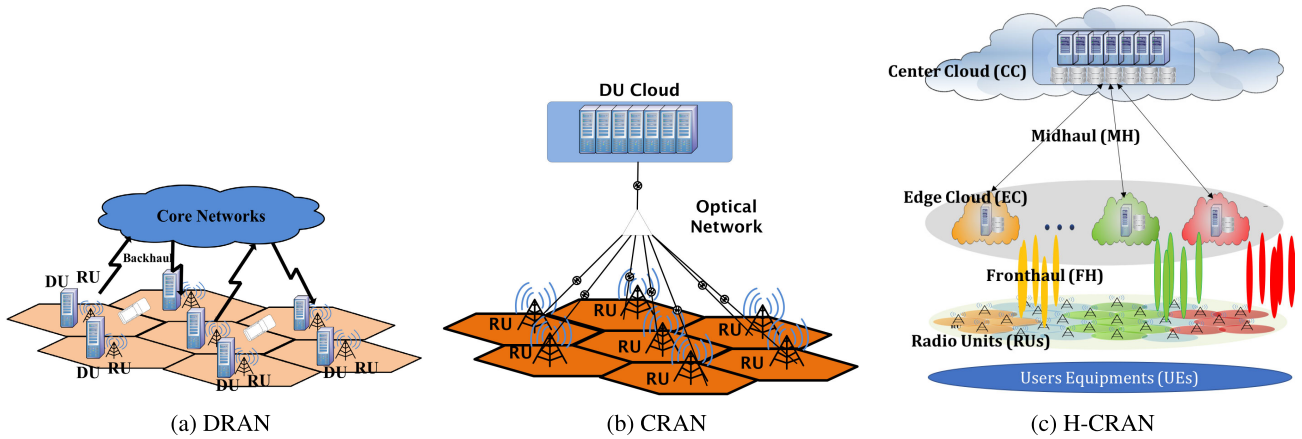 Core Networks
Backhaul
DU RU
DU RU
DU RU
DU RU
(a) DRAN
DU Cloud
Optical
Network
RU
RU
RU
RU
RU
RU
RU
(b) CRAN
Center Cloud (CC)
Midhaul (MH)
Edge Cloud (EC)
Fronthaul (FH)
Radio Units (RUs)
Users Equipments (UEs)
(c) H-CRAN